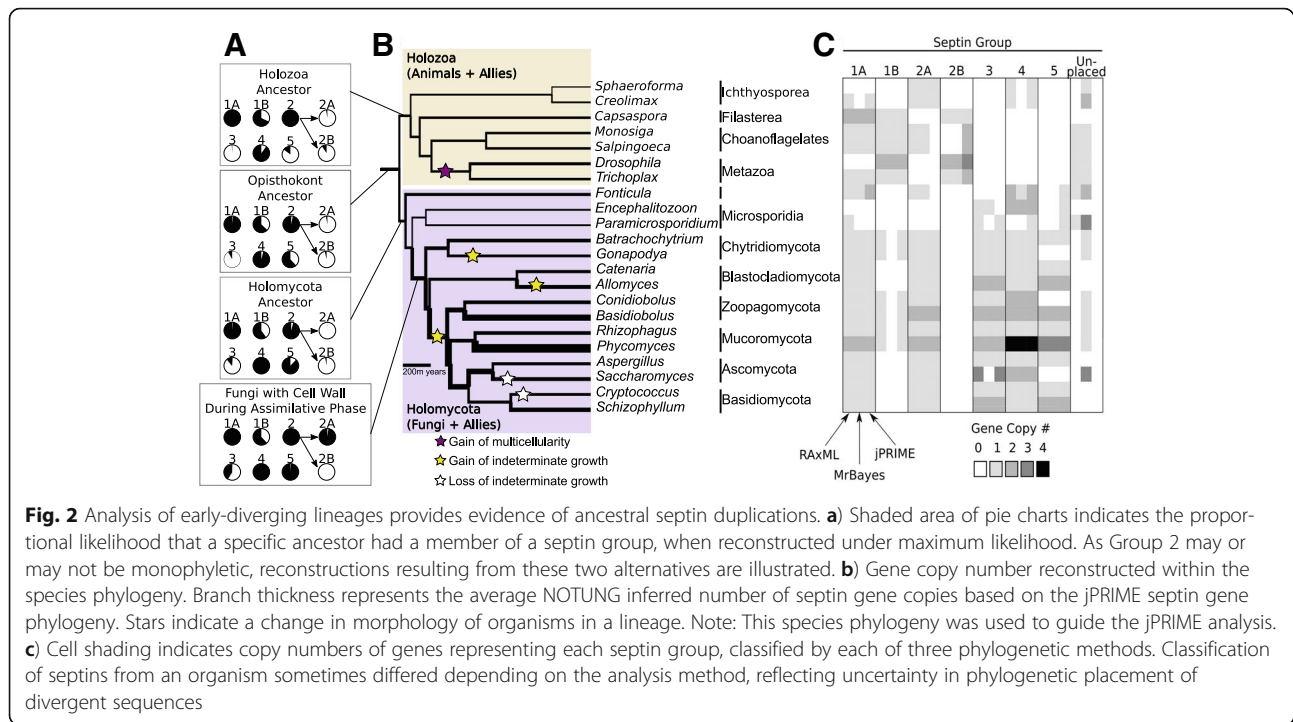 A
B
C
Holozoa
Ancestor
1A 1B 2 2A
3 4 5 2B
Opisthokont
Ancestor
1A 1B 2 2A
3 4 5 2B
Holomycota
Ancestor
1A 1B 2 2A
3 4 5 2B
Fungi with Cell Wall
During Assimilative Phase
1A 1B 2 2A
3 4 5 2B
Holozoa
(Animals + Allies)
Sphaeroforma
Creolimax
Capsaspora
Monosiga
Salpingoeca
Drosophila
Trichoplax
Fonticula
Encephalitozoon
Paramicrosporidium
Batrachochytrium
Gonapodya
Catenaria
Allomyces
Conidiobolus
Basidiobolus
Rhizophagus
Phycomyces
Aspergillus
Saccharomyces
Cryptococcus
Schizophyllum
200m years
Holomycota
(Fungi + Allies)
Gain of multicellularity
Gain of indeterminate growth
Loss of indeterminate growth
Ichthyosporea
Filasterea
Choanoflagelates
Metazoa
Microsporidia
Chytridiomycota
Blastocladiomycota
Zoopagomycota
Mucoromycota
Ascomycota
Basidiomycota
Septin Group
1A 1B 2A 2B 3 4 5 Un-
placed
RAxML
MrBayes
jPRIME
Gene Copy #
0 1 2 3 4
Fig. 2 Analysis of early-diverging lineages provides evidence of ancestral septin duplications. a) Shaded area of pie charts indicates the propor-
tional likelihood that a specific ancestor had a member of a septin group, when reconstructed under maximum likelihood. As Group 2 may or
may not be monophyletic, reconstructions resulting from these two alternatives are illustrated. b) Gene copy number reconstructed within the
species phylogeny. Branch thickness represents the average NOTUNG inferred number of septin gene copies based on the jPRIME septin gene
phylogeny. Stars indicate a change in morphology of organisms in a lineage. Note: This species phylogeny was used to guide the jPRIME analysis.
c) Cell shading indicates copy numbers of genes representing each septin group, classified by each of three phylogenetic methods. Classification
of septins from an organism sometimes differed depending on the analysis method, reflecting uncertainty in phylogenetic placement of
divergent sequences